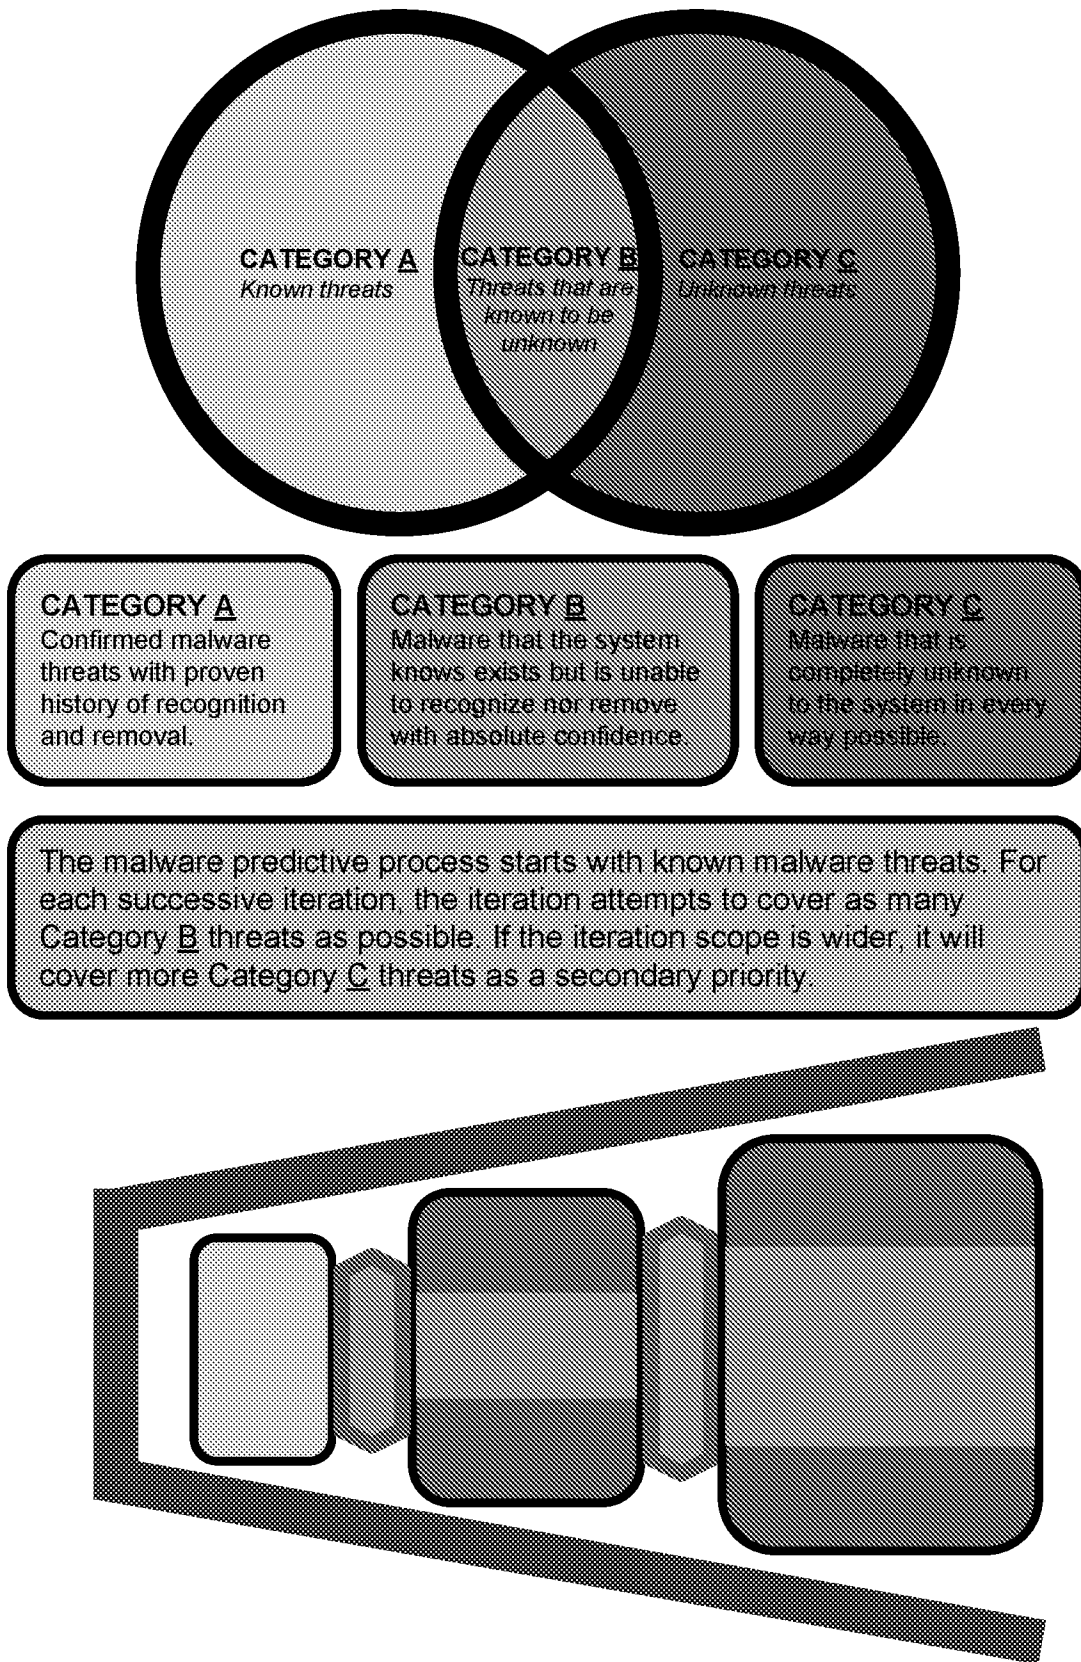 CATEGORY A
Known threats
CATEGORY B
Threats that are
known to be
unknown
CATEGORY C
Unknown threats
CATEGORY A
Confirmed malware
threats with proven
history of recognition
and removal.
CATEGORY B
Malware that the system
knows exists but is unable
to recognize nor remove
with absolute confidence.
CATEGORY C
Malware that is
completely unknown
to the system in every
way possible.
The malware predictive process starts with known malware threats. For
each successive iteration, the iteration attempts to cover as many
Category B threats as possible. If the iteration scope is wider, it will
cover more Category C threats as a secondary priority.